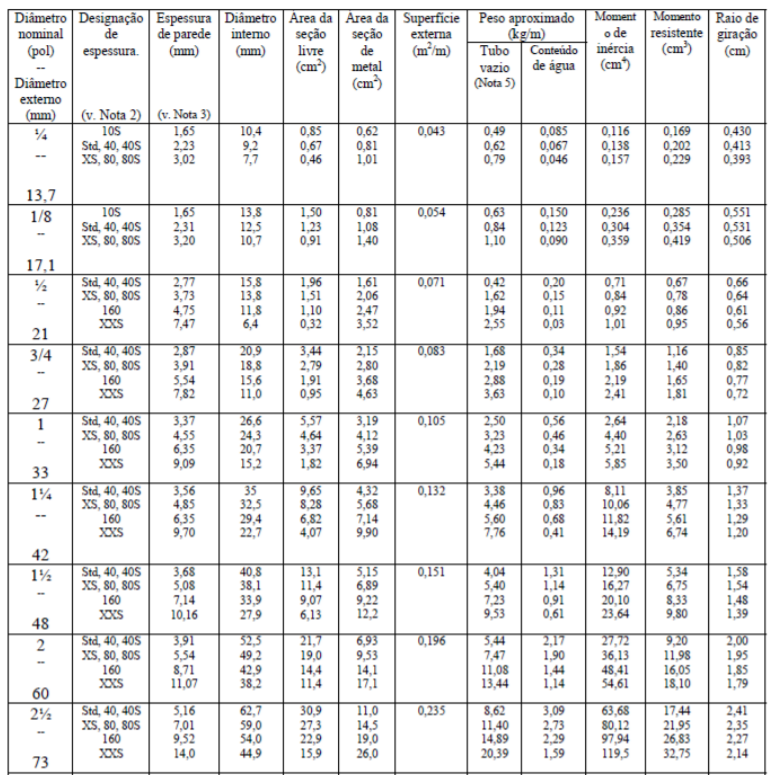 Diâmetro nominal (pol) -- Diâmetro externo (mm) | Designação de espessura. (v. Nota 2) | Espessura de parede (mm) (v. Nota 3) | Diâmetro interno (mm) | Área da seção livre (cm²) | Área da seção de metal (cm²) | Superfície externa (m²/m) | Peso aproximado (kg/m) Tubo vazio (Nota 5) | Conteúdo de água | Moment o de inércia (cm⁴) | Momento resistente (cm³) | Raio de giração (cm)
¼ | 10S | 1,65 | 10,4 | 0,85 | 0,62 | 0,043 | 0,49 | 0,085 | 0,116 | 0,169 | 0,430
-- | Std, 40, 40S | 2,23 | 9,2 | 0,67 | 0,81 | 0,62 | 0,067 | 0,138 | 0,202 | 0,413
XS, 80, 80S | 3,02 | 7,7 | 0,46 | 1,01 | 0,79 | 0,046 | 0,157 | 0,229 | 0,393
13,7
1/8 | 10S | 1,65 | 13,8 | 1,50 | 0,81 | 0,054 | 0,63 | 0,150 | 0,236 | 0,285 | 0,551
-- | Std, 40, 40S | 2,31 | 12,5 | 1,23 | 1,08 | 0,84 | 0,123 | 0,304 | 0,354 | 0,531
XS, 80, 80S | 3,20 | 10,7 | 0,91 | 1,40 | 1,10 | 0,090 | 0,359 | 0,419 | 0,506
17,1
½ | Std, 40, 40S | 2,77 | 15,8 | 1,96 | 1,61 | 0,071 | 0,42 | 0,20 | 0,71 | 0,67 | 0,66
-- | XS, 80, 80S | 3,73 | 13,8 | 1,51 | 2,06 | 1,62 | 0,15 | 0,84 | 0,78 | 0,64
160 | 4,75 | 11,8 | 1,10 | 2,47 | 1,94 | 0,11 | 0,92 | 0,86 | 0,61
XXS | 7,47 | 6,4 | 0,32 | 3,52 | 2,55 | 0,03 | 1,01 | 0,95 | 0,56
21
3/4 | Std, 40, 40S | 2,87 | 20,9 | 3,44 | 2,15 | 0,083 | 1,68 | 0,34 | 1,54 | 1,16 | 0,85
-- | XS, 80, 80S | 3,91 | 18,8 | 2,79 | 2,80 | 2,19 | 0,28 | 1,86 | 1,40 | 0,82
160 | 5,54 | 15,6 | 1,91 | 3,68 | 2,88 | 0,19 | 2,19 | 1,65 | 0,77
XXS | 7,82 | 11,0 | 0,95 | 4,63 | 3,63 | 0,10 | 2,41 | 1,81 | 0,72
27
1 | Std, 40, 40S | 3,37 | 26,6 | 5,57 | 3,19 | 0,105 | 2,50 | 0,56 | 2,64 | 2,18 | 1,07
-- | XS, 80, 80S | 4,55 | 24,3 | 4,64 | 4,12 | 3,23 | 0,46 | 4,40 | 2,63 | 1,03
160 | 6,35 | 20,7 | 3,37 | 5,39 | 4,23 | 0,34 | 5,21 | 3,12 | 0,98
XXS | 9,09 | 15,2 | 1,82 | 6,94 | 5,44 | 0,18 | 5,85 | 3,50 | 0,92
33
1¼ | Std, 40, 40S | 3,56 | 35 | 9,65 | 4,32 | 0,132 | 3,38 | 0,96 | 8,11 | 3,85 | 1,37
-- | XS, 80, 80S | 4,85 | 32,5 | 8,28 | 5,68 | 4,46 | 0,83 | 10,06 | 4,77 | 1,33
160 | 6,35 | 29,4 | 6,82 | 7,14 | 5,60 | 0,68 | 11,82 | 5,61 | 1,29
XXS | 9,70 | 22,7 | 4,07 | 9,90 | 7,76 | 0,41 | 14,19 | 6,74 | 1,20
42
1½ | Std, 40, 40S | 3,68 | 40,8 | 13,1 | 5,15 | 0,151 | 4,04 | 1,31 | 12,90 | 5,34 | 1,58
-- | XS, 80, 80S | 5,08 | 38,1 | 11,4 | 6,89 | 5,40 | 1,14 | 16,27 | 6,75 | 1,54
160 | 7,14 | 33,9 | 9,07 | 9,22 | 7,23 | 0,91 | 20,10 | 8,33 | 1,48
XXS | 10,16 | 27,9 | 6,13 | 12,2 | 9,53 | 0,61 | 23,64 | 9,80 | 1,39
48
2 | Std, 40, 40S | 3,91 | 52,5 | 21,7 | 6,93 | 0,196 | 5,44 | 2,17 | 27,72 | 9,20 | 2,00
-- | XS, 80, 80S | 5,54 | 49,2 | 19,0 | 9,53 | 7,47 | 1,90 | 36,13 | 11,98 | 1,95
160 | 8,71 | 42,9 | 14,4 | 14,1 | 11,08 | 1,44 | 48,41 | 16,05 | 1,85
XXS | 11,07 | 38,2 | 11,4 | 17,1 | 13,44 | 1,14 | 54,61 | 18,10 | 1,79
60
2½ | Std, 40, 40S | 5,16 | 62,7 | 30,9 | 11,0 | 0,235 | 8,62 | 3,09 | 63,68 | 17,44 | 2,41
-- | XS, 80, 80S | 7,01 | 59,0 | 27,3 | 14,5 | 11,40 | 2,73 | 80,12 | 21,95 | 2,35
160 | 9,52 | 54,0 | 22,9 | 19,0 | 14,89 | 2,29 | 97,94 | 26,83 | 2,27
XXS | 14,0 | 44,9 | 15,9 | 26,0 | 20,39 | 1,59 | 119,5 | 32,75 | 2,14
73